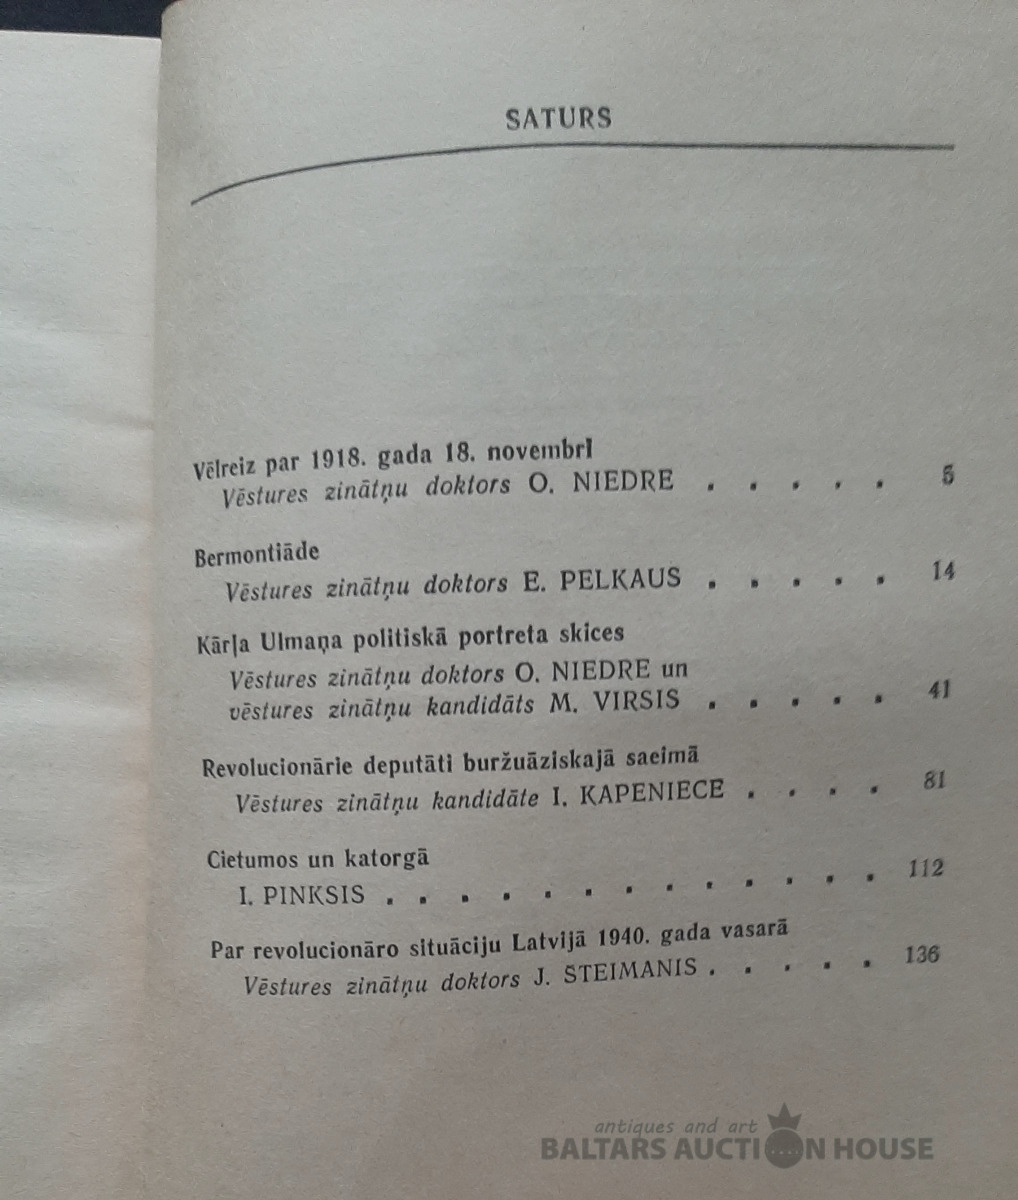 SATURS
Vēlreiz par 1918. gada 18. novembrī
Vēstures zinātņu doktors O. NIEDRE . . . . . 5
Bermontiāde
Vēstures zinātņu doktors E. PELKAUS . . . . . 14
Kārļa Ulmaņa politiskā portreta skices
Vēstures zinātņu doktors O. NIEDRE un
vēstures zinātņu kandidāts M. VIRSIS . . . . . 41
Revolucionārie deputāti buržuāziskajā saeimā
Vēstures zinātņu kandidāte I. KAPENIECE . . . . 81
Cietumos un katorgā
I. PINKSIS . . . . . . . . . . . . . 112
Par revolucionāro situāciju Latvijā 1940. gada vasarā
Vēstures zinātņu doktors J. ŠTEIMANIS . . . . . 136
antiques and art
BALTARS AUCTION HOUSE